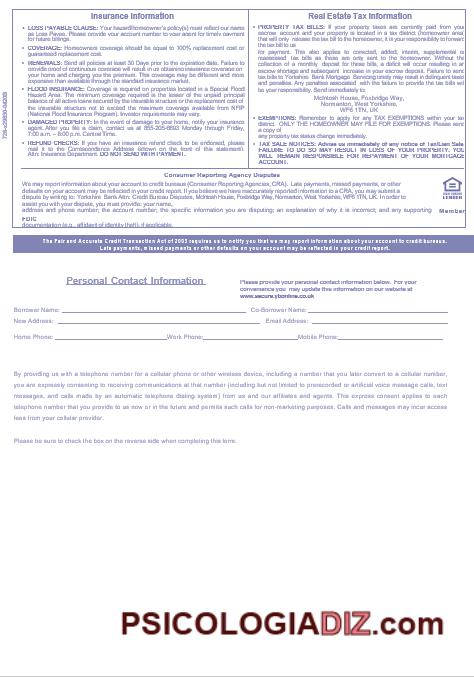 Insurance Information
• LOSS PAYABLE CLAUSE: Your hazard/homeowner's policy(s) must reflect our name
as Loss Payee. Please provide your account number to your agent for timely payment
for future billings.
• COVERAGE: Homeowners coverage should be equal to 100% replacement cost or
guaranteed replacement cost.
• RENEWALS: Send all policies at least 30 Days prior to the expiration date. Failure to
provide proof of continuous coverage will result in us obtaining insurance coverage on
your home and charging you the premium. This coverage may be different and more
expensive than available through the standard insurance market.
• FLOOD INSURANCE: Coverage is required on properties located in a Special Flood
Hazard Area. The minimum coverage required is the lesser of the unpaid principal
balance of all active loans secured by the insurable structure or the replacement cost of
the insurable structure not to exceed the maximum coverage available from NFIP
(National Flood Insurance Program). Investor requirements may vary.
• DAMAGED PROPERTY: In the event of damage to your home, notify your insurance
agent. After you file a claim, contact us at 855-205-8593 Monday through Friday,
7:00 a.m. – 8:00 p.m. Central Time.
• REFUND CHECKS: If you have an insurance refund check to be endorsed, please
mail it to the Correspondence Address (shown on the front of this statement).
Attn: Insurance Department. DO NOT SEND WITH PAYMENT.
Real Estate Tax Information
• PROPERTY TAX BILLS: If your property taxes are currently paid from your
escrow account and your property is located in a tax district (homeowner area)
that will only release the tax bill to the homeowner, it is your responsibility to forward
the tax bill to us
for payment. This also applies to corrected, added, interim, supplemental or
reassessed tax bills as these are only sent to the homeowner. Without the
collection of a monthly deposit for these bills, a deficit will occur resulting in an
escrow shortage and subsequent increase in your escrow deposit. Failure to send
tax bills to Yorkshire Bank Mortgage Servicing timely may result in delinquent taxes
and penalties. Any penalties associated with the failure to provide the tax bills will
be your responsibility. Send immediately to:
McIntosh House, Foxbridge Way,
Normanton, West Yorkshire,
WF6 1TN, UK
• EXEMPTIONS: Remember to apply for any TAX EXEMPTIONS within your tax
district. ONLY THE HOMEOWNER MAY FILE FOR EXEMPTIONS. Please send
a copy of
any property tax status change immediately.
• TAX SALE NOTICES: Advise us immediately of any notice of Tax/Lien Sale
FAILURE TO DO SO MAY RESULT IN LOSS OF YOUR PROPERTY. YOU
WILL REMAIN RESPONSIBLE FOR REPAYMENT OF YOUR MORTGAGE
ACCOUNT.
Consumer Reporting Agency Disputes
We may report information about your account to credit bureaus (Consumer Reporting Agencies, CRA). Late payments, missed payments, or other
defaults on your account may be reflected in your credit report. If you believe we have inaccurately reported information to a CRA, you may submit a
dispute by writing to: Yorkshire Bank Attn: Credit Bureau Disputes, McIntosh House, Foxbridge Way, Normanton, West Yorkshire, WF6 1TN, UK. In order to
assist you with your dispute, you must provide: your name,
address and phone number; the account number; the specific information you are disputing; an explanation of why it is incorrect; and any supporting
Member
FDIC
documentation (e.g., affidavit of identity theft), if applicable.
The Fair and Accurate Credit Transaction Act of 2003 requires us to notify you that we may report information about your account to credit bureaus.
Late payments, missed payments or other defaults on your account may be reflected in your credit report.
Personal Contact Information
Please provide your personal contact information below. For your
convenience you may update this information on our website at
www.secure.ybonline.co.uk
Borrower Name: Co-Borrower Name:
New Address: Email Address:
Home Phone: Work Phone: Mobile Phone:
By providing us with a telephone number for a cellular phone or other wireless device, including a number that you later convert to a cellular number,
you are expressly consenting to receiving communications at that number (including but not limited to prerecorded or artificial voice message calls, text
messages, and calls made by an automatic telephone dialing system) from us and our affiliates and agents. This express consent applies to each
telephone number that you provide to us now or in the future and permits such calls for non-marketing purposes. Calls and messages may incur access
fees from your cellular provider.
Please be sure to check the box on the reverse side when completing this form.
PSICOLOGIADIZ.com